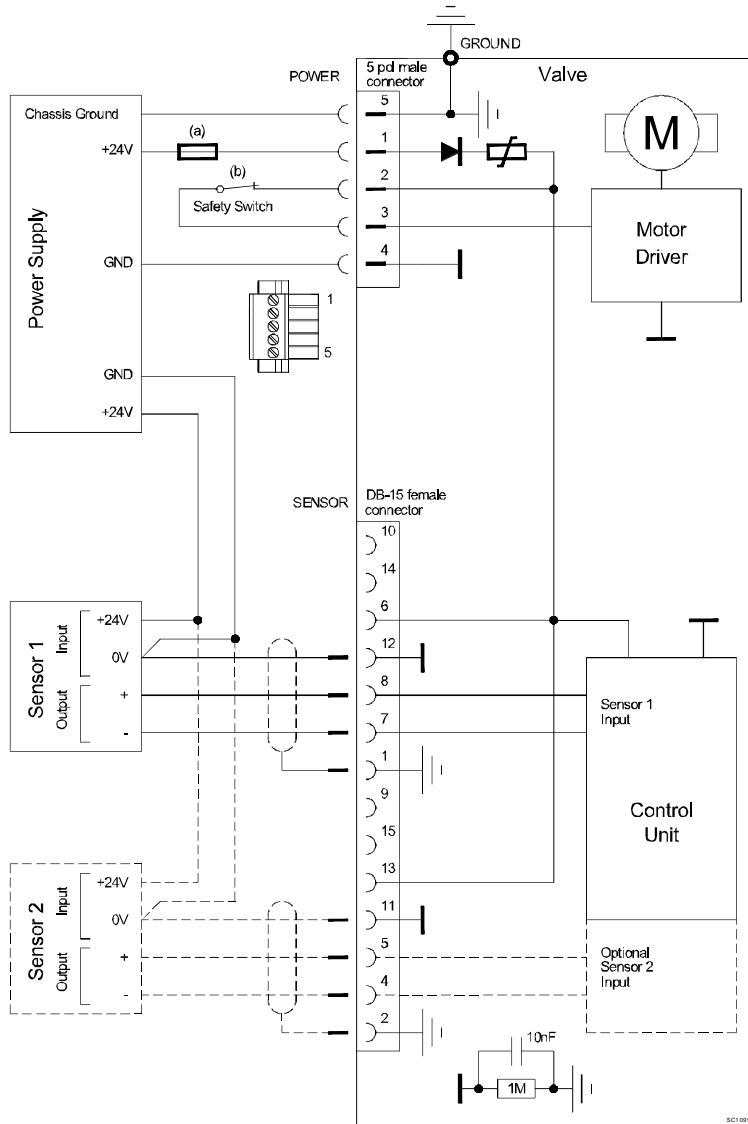 GROUND
POWER
5 pol male
connector
Valve
Chassis Ground
5
+24V
(a)
1
M
(b)
2
Safety Switch
3
Motor
Driver
GND
4
Power Supply
1
5
GND
+24V
SENSOR
DB-15 female
connector
10
14
Sensor 1
Input
+24V
6
0V
12
Output
+
8
Sensor 1
Input
-
7
1
9
Control
Unit
15
13
Sensor 2
Input
+24V
0V
11
Output
+
5
Optional
Sensor 2
Input
-
4
2
10nF
1M